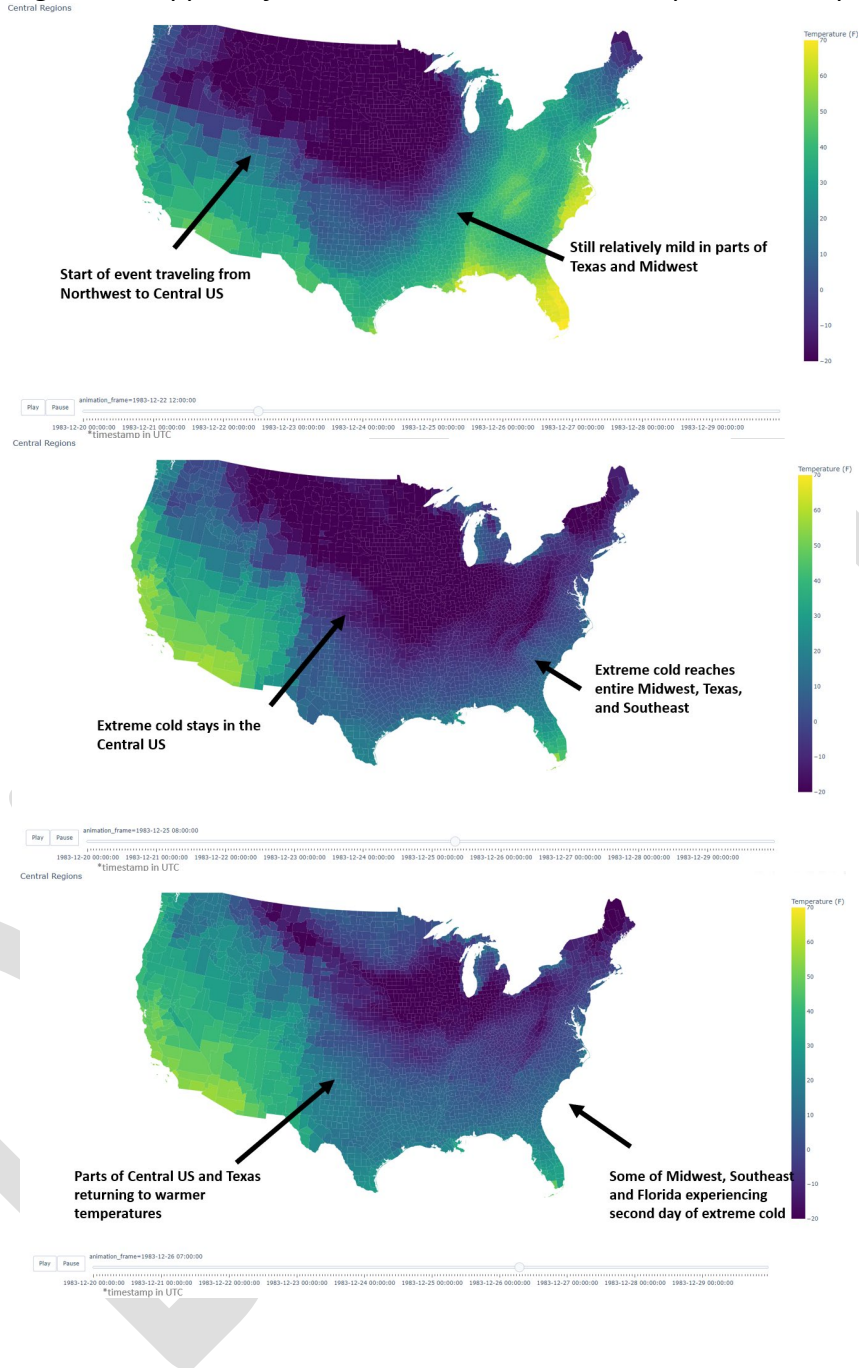 Central Regions
Temperature (F)
70
60
50
40
30
20
10
0
−10
−20
Start of event traveling from
Northwest to Central US
Still relatively mild in parts of
Texas and Midwest
Play Pause
animation_frame=1983-12-22 12:00:00
1983-12-20 00:00:00 1983-12-21 00:00:00 1983-12-22 00:00:00 1983-12-23 00:00:00 1983-12-24 00:00:00 1983-12-25 00:00:00 1983-12-26 00:00:00 1983-12-27 00:00:00 1983-12-28 00:00:00 1983-12-29 00:00:00
*timestamp in UTC
Central Regions
Temperature (F)
70
60
50
40
30
20
10
0
−10
−20
Extreme cold stays in the
Central US
Extreme cold reaches
entire Midwest, Texas,
and Southeast
Play Pause
animation_frame=1983-12-25 08:00:00
1983-12-20 00:00:00 1983-12-21 00:00:00 1983-12-22 00:00:00 1983-12-23 00:00:00 1983-12-24 00:00:00 1983-12-25 00:00:00 1983-12-26 00:00:00 1983-12-27 00:00:00 1983-12-28 00:00:00 1983-12-29 00:00:00
*timestamp in UTC
Central Regions
Temperature (F)
70
60
50
40
30
20
10
0
−10
−20
Parts of Central US and Texas
returning to warmer
temperatures
Some of Midwest, Southeast
and Florida experiencing
second day of extreme cold
Play Pause
animation_frame=1983-12-26 07:00:00
1983-12-20 00:00:00 1983-12-21 00:00:00 1983-12-22 00:00:00 1983-12-23 00:00:00 1983-12-24 00:00:00 1983-12-25 00:00:00 1983-12-26 00:00:00 1983-12-27 00:00:00 1983-12-28 00:00:00 1983-12-29 00:00:00
*timestamp in UTC